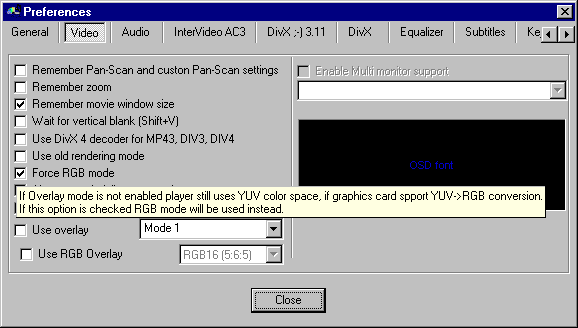 Preferences
General Video Audio InterVideo AC3 DivX ;-) 3.11 DivX Equalizer Subtitles Ke
Remember Pan-Scan and custon Pan-Scan settings
Remember zoom
Remember movie window size
Wait for vertical blank (Shift+V)
Use DivX 4 decoder for MP43, DIV3, DIV4
Use old rendering mode
Force RGB mode
If Overlay mode is not enabled player still uses YUV color space, if graphics card spport YUV->RGB conversion.
If this option is checked RGB mode will be used instead.
Use overlay Mode 1
Use RGB Overlay RGB16 (5:6:5)
Enable Multi monitor support
OSD font
Close